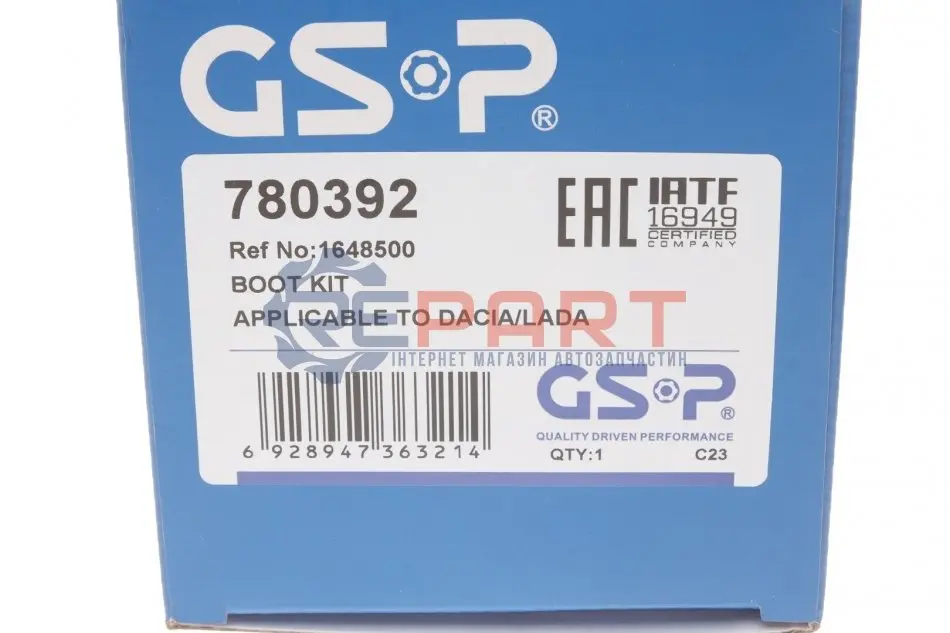 GSP®
780392
Ref No:1648500
BOOT KIT
APPLICABLE TO DACIA/LADA
EAC
IATF
16949
CERTIFIED
COMPANY
REPART
ІНТЕРНЕТ МАГАЗИН АВТОЗАПЧАСТИН
6 928947 363214
GSP®
QUALITY DRIVEN PERFORMANCE
QTY:1 C23